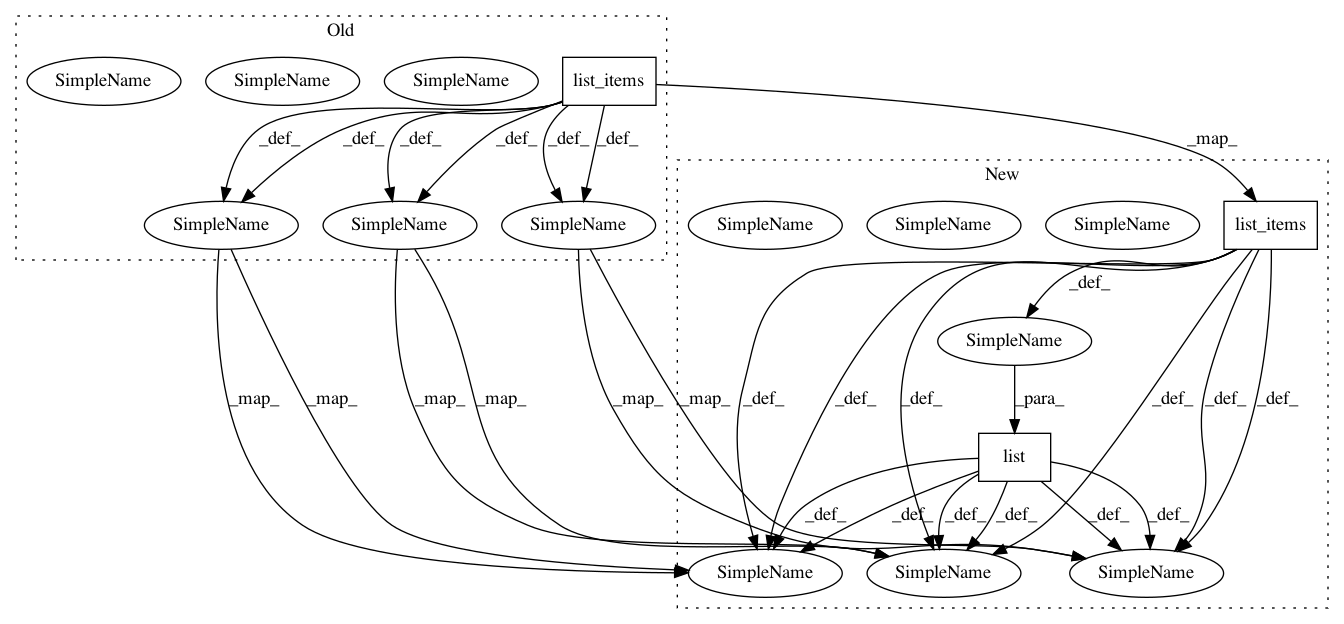 Old
SimpleName SimpleName SimpleName list_items
_def_ _def_ _def_ _def_ _def_ _def_ _map_
New
SimpleName SimpleName SimpleName
SimpleName SimpleName SimpleName list_items
_def_
SimpleName
_map_ _map_ _map_ _map_ _map_ _map_ _def_ _def_ _def_ _para_ _def_ _def_ _def_
list
_def_ _def_ _def_ _def_ _def_ _def_
SimpleName SimpleName SimpleName